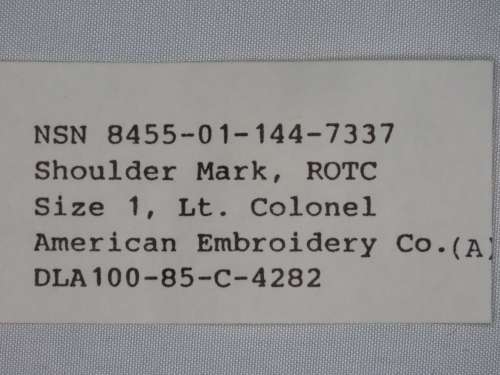 NSN 8455-01-144-7337
Shoulder Mark, ROTC
Size 1, Lt. Colonel
American Embroidery Co.(A)
DLA100-85-C-4282